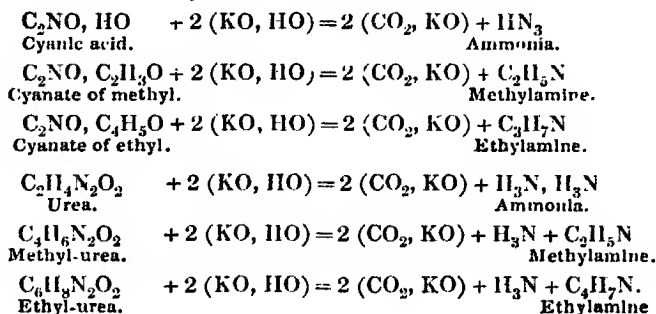 C₂NO, HO + 2 (KO, HO) = 2 (CO₂, KO) + HN₃
Cyanic acid. Ammonia.
C₂NO, C₂H₃O + 2 (KO, HO) = 2 (CO₂, KO) + C₂H₅N
Cyanate of methyl. Methylamine.
C₂NO, C₄H₅O + 2 (KO, HO) = 2 (CO₂, KO) + C₃H₇N
Cyanate of ethyl. Ethylamine.
C₂H₄N₂O₂ + 2 (KO, HO) = 2 (CO₂, KO) + H₃N, H₃N
Urea. Ammonia.
C₄H₆N₂O₂ + 2 (KO, HO) = 2 (CO₂, KO) + H₃N + C₂H₅N
Methyl-urea. Methylamine.
C₆H₈N₂O₂ + 2 (KO, HO) = 2 (CO₂, KO) + H₃N + C₄H₇N.
Ethyl-urea. Ethylamine